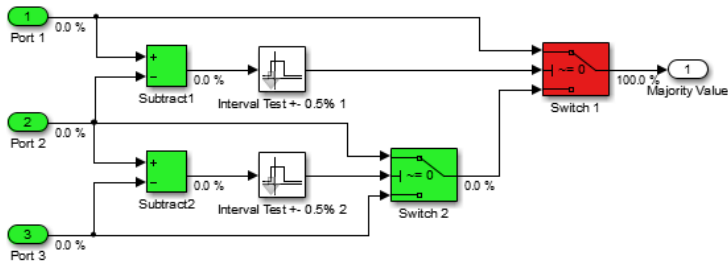 1
Port 1
0.0 %
+
−
Subtract1
0.0 %
Interval Test +- 0.5% 1
~= 0
Switch 1
100.0 %
1
Majority Value
2
Port 2
0.0 %
+
−
Subtract2
0.0 %
Interval Test +- 0.5% 2
~= 0
Switch 2
0.0 %
3
Port 3
0.0 %